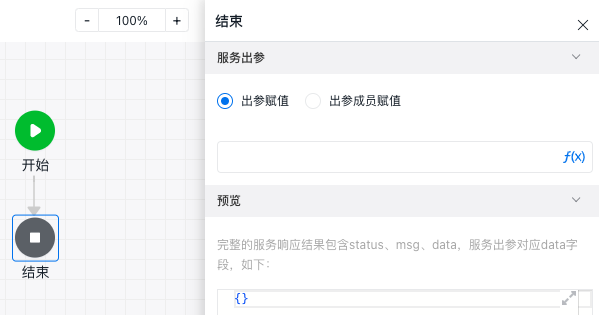 - 100% +
结束
服务出参
出参赋值 出参成员赋值
开始
ƒ(x)
预览
完整的服务响应结果包含status、msg、data，服务出参对应data字
段，如下：
结束
{}